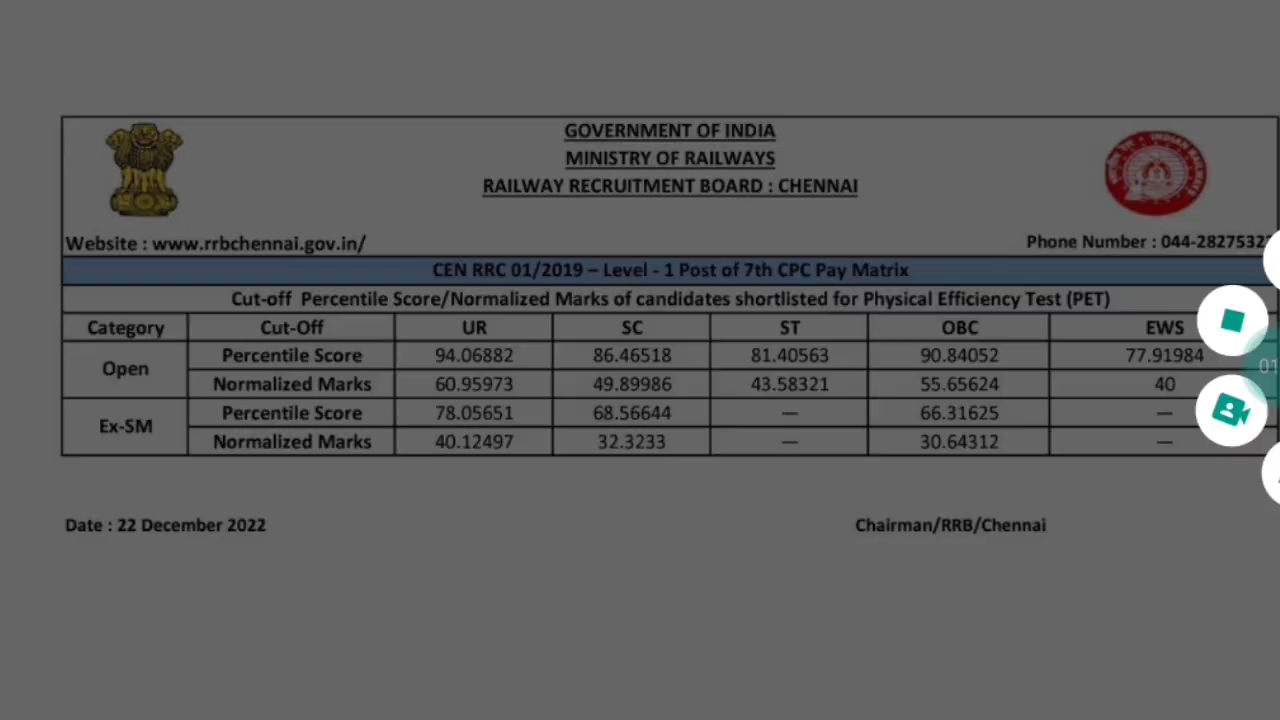 GOVERNMENT OF INDIA
MINISTRY OF RAILWAYS
RAILWAY RECRUITMENT BOARD : CHENNAI
Website : www.rrbchennai.gov.in/ Phone Number : 044-2827532
CEN RRC 01/2019 – Level - 1 Post of 7th CPC Pay Matrix
Cut-off Percentile Score/Normalized Marks of candidates shortlisted for Physical Efficiency Test (PET)
Category Cut-Off UR SC ST OBC EWS
Open Percentile Score 94.06882 86.46518 81.40563 90.84052 77.91984
Normalized Marks 60.95973 49.89986 43.58321 55.65624 40
Ex-SM Percentile Score 78.05651 68.56644 — 66.31625 —
Normalized Marks 40.12497 32.3233 — 30.64312 —
Date : 22 December 2022 Chairman/RRB/Chennai